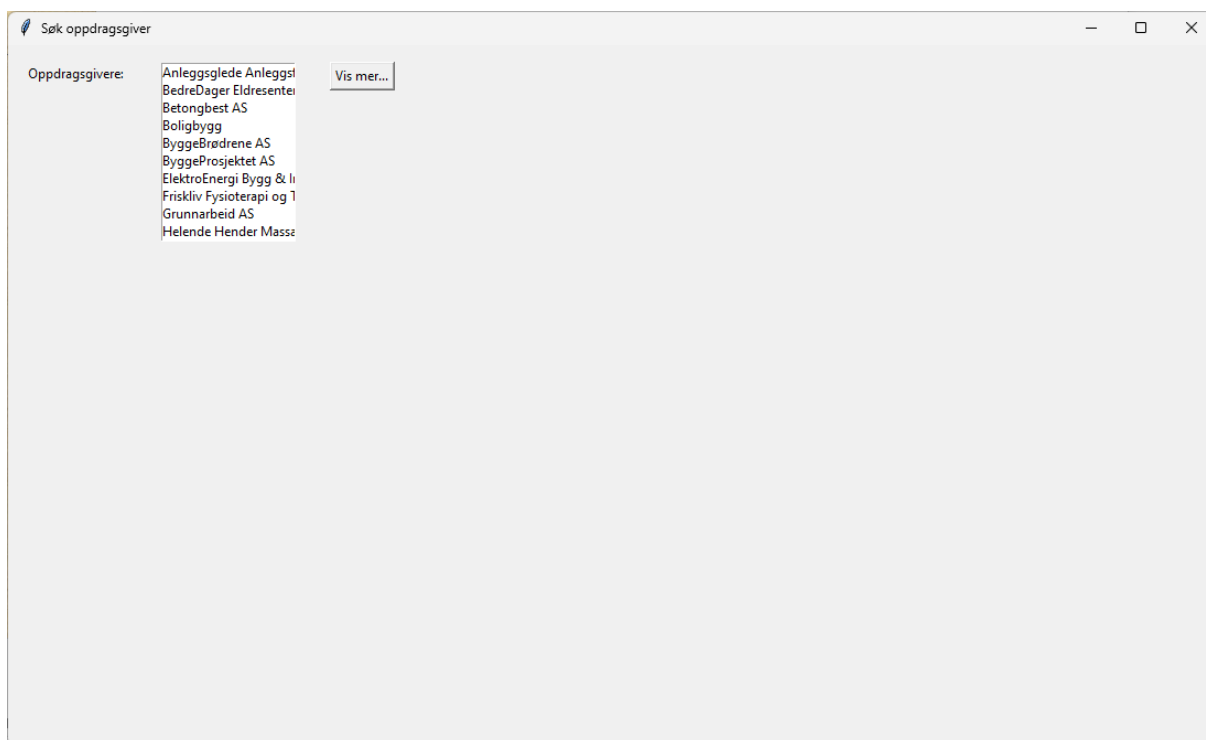 Søk oppdragsgiver
Oppdragsgivere:
Anleggsglede Anleggst
BedreDager Eldresenter
Betongbest AS
Boligbygg
ByggeBrødrene AS
ByggeProsjektet AS
ElektroEnergi Bygg & I
Friskliv Fysioterapi og T
Grunnarbeid AS
Helende Hender Massa
Vis mer...